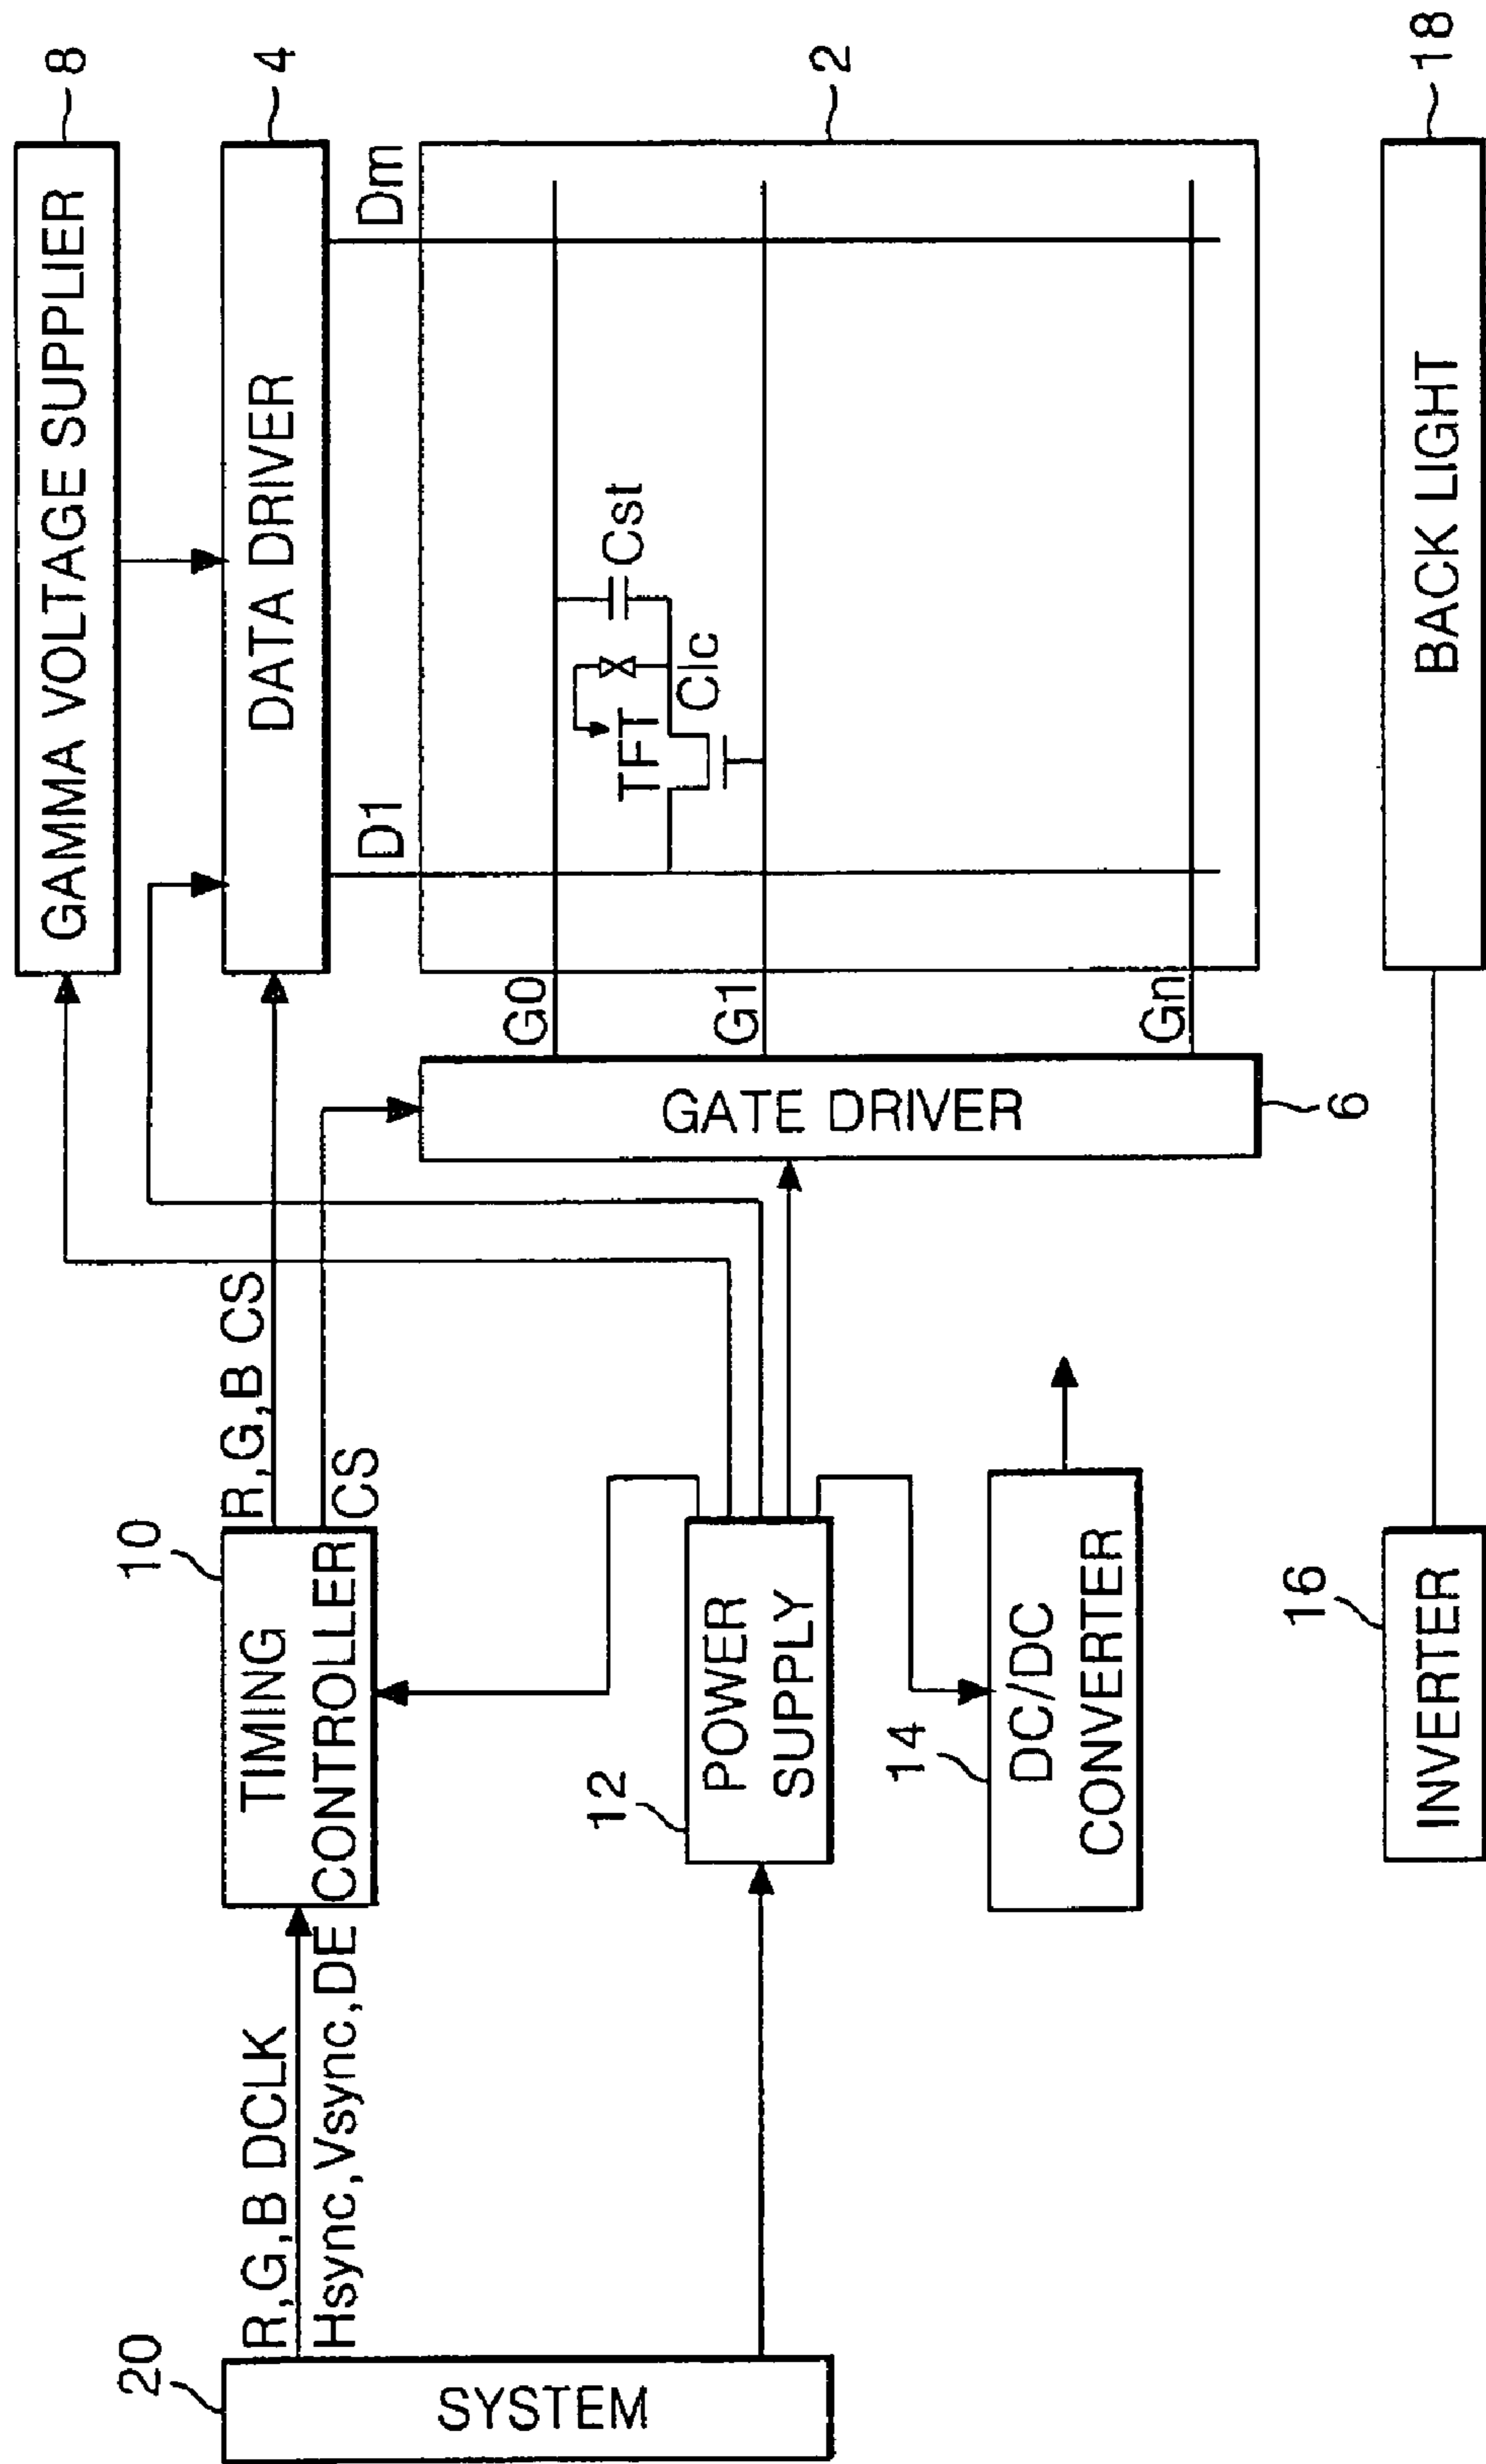 GAMMA VOLTAGE SUPPLIER
8
R,G,B DCLK
Hsync,Vsync,DE
20
SYSTEM
10
TIMING
CONTROLLER
R,G,B CS
CS
DATA DRIVER
4
D1
Dm
G0
G1
Gn
TFT
Clc
Cst
2
GATE DRIVER
6
12
POWER
SUPPLY
14
DC/DC
CONVERTER
16
INVERTER
BACK LIGHT
18